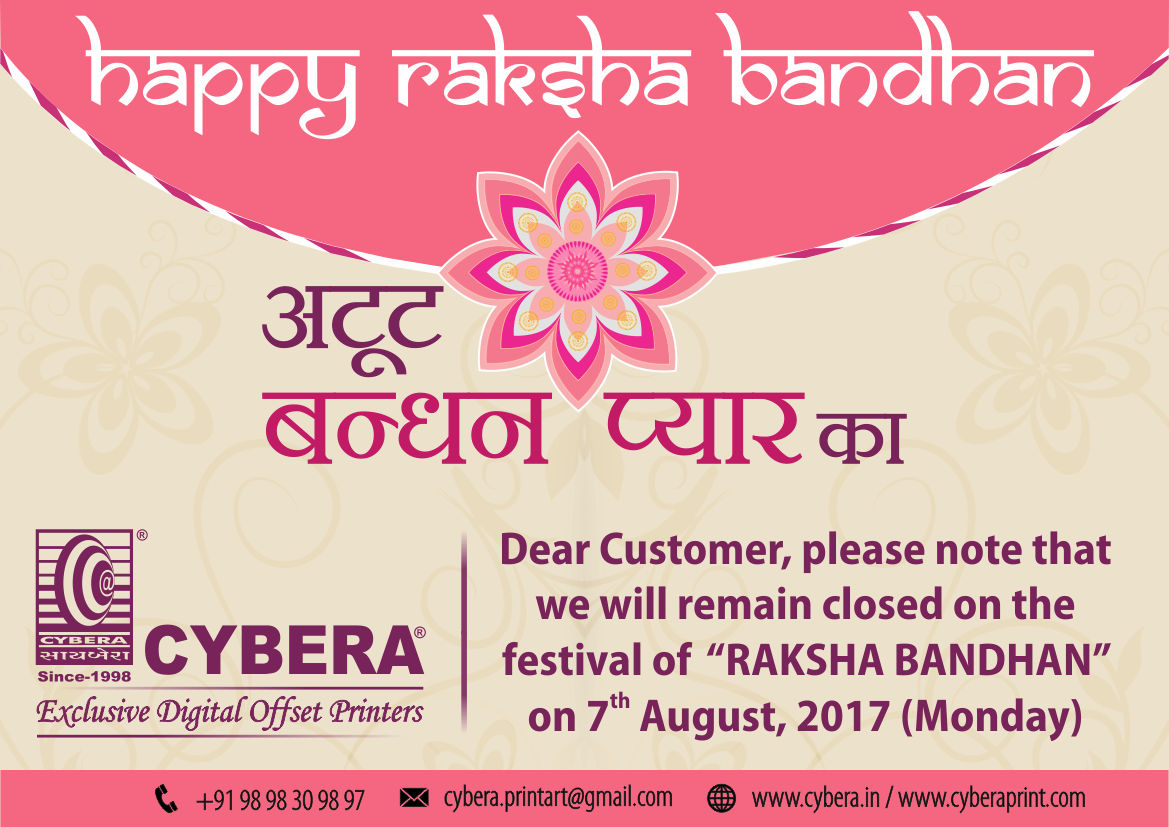 happy raksha bandhan
अटूट
बन्धन प्यार का
®
CYBERA
सायबेरा
Since-1998
CYBERA®
Exclusive Digital Offset Printers
Dear Customer, please note that
we will remain closed on the
festival of “RAKSHA BANDHAN”
on 7th August, 2017 (Monday)
+91 98 98 30 98 97
cybera.printart@gmail.com
www.cybera.in / www.cyberaprint.com